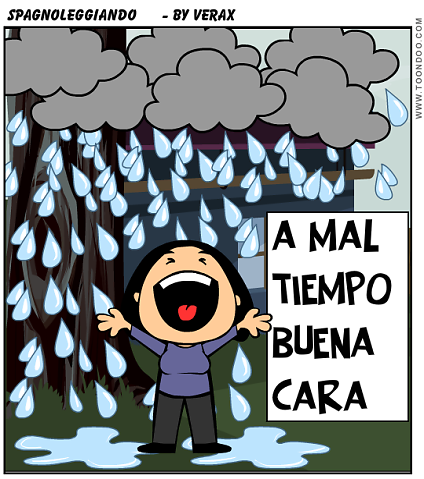 SPAGNOLEGGIANDO - BY VERAX
WWW.TOONDOO.COM
A MAL
TIEMPO
BUENA
CARA